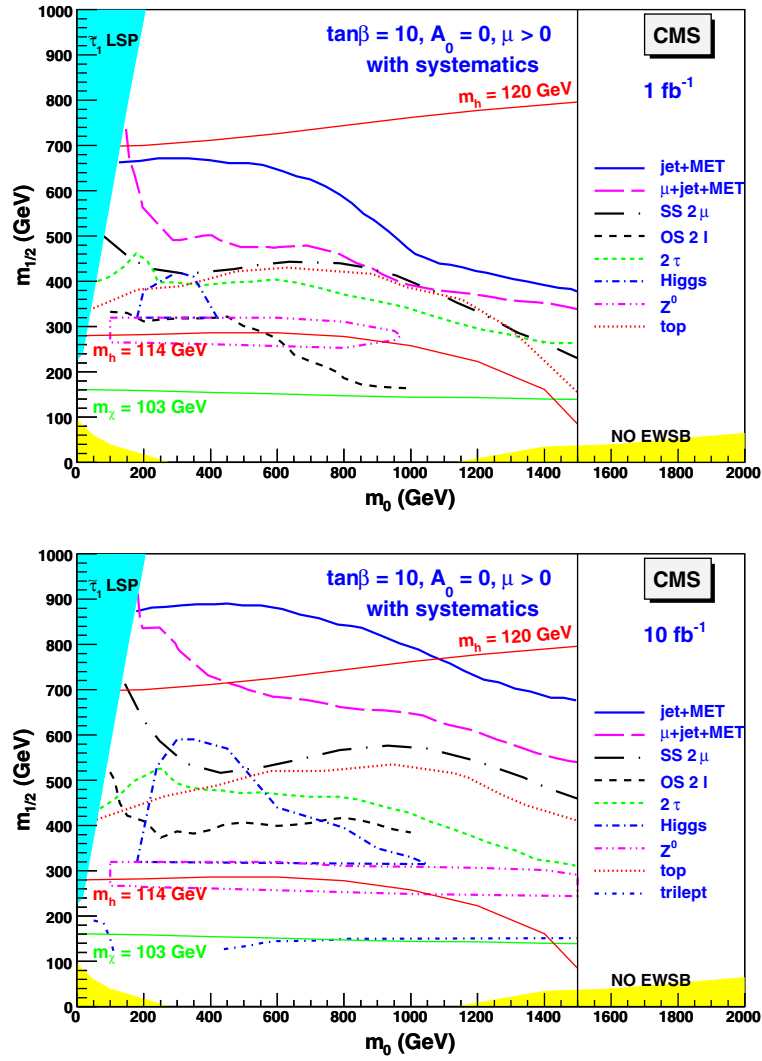 1000
900
800
700
600
500
400
300
200
100
0
m1/2 (GeV)
τ̃1 LSP
tanβ = 10, A0 = 0, μ > 0
with systematics
CMS
1 fb-1
mh = 120 GeV
jet+MET
μ+jet+MET
SS 2 μ
OS 2 l
2 τ
Higgs
Z0
top
mh = 114 GeV
mχ = 103 GeV
NO EWSB
0 200 400 600 800 1000 1200 1400 1600 1800 2000
m0 (GeV)
1000
900
800
700
600
500
400
300
200
100
0
m1/2 (GeV)
τ̃1 LSP
tanβ = 10, A0 = 0, μ > 0
with systematics
CMS
10 fb-1
mh = 120 GeV
jet+MET
μ+jet+MET
SS 2 μ
OS 2 l
2 τ
Higgs
Z0
top
trilept
mh = 114 GeV
mχ = 103 GeV
NO EWSB
0 200 400 600 800 1000 1200 1400 1600 1800 2000
m0 (GeV)